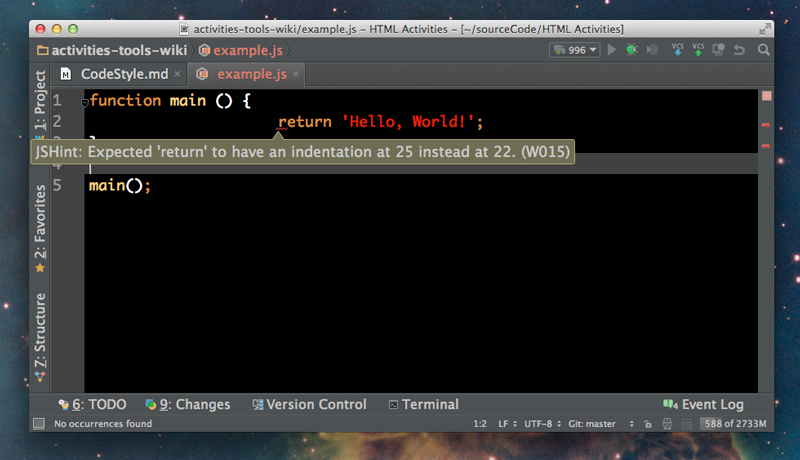 activities-tools-wiki/example.js – HTML Activities – [~/sourceCode/HTML Activities]
activities-tools-wiki example.js 996 VCS VCS
CodeStyle.md × example.js ×
1: Project
2: Favorites
7: Structure
1 function main () {
2 return 'Hello, World!';
JSHint: Expected 'return' to have an indentation at 25 instead at 22. (W015)
5 main();
6: TODO 9: Changes Version Control Terminal 4 Event Log
No occurrences found 1:2 LF UTF-8 Git: master 588 of 2733M